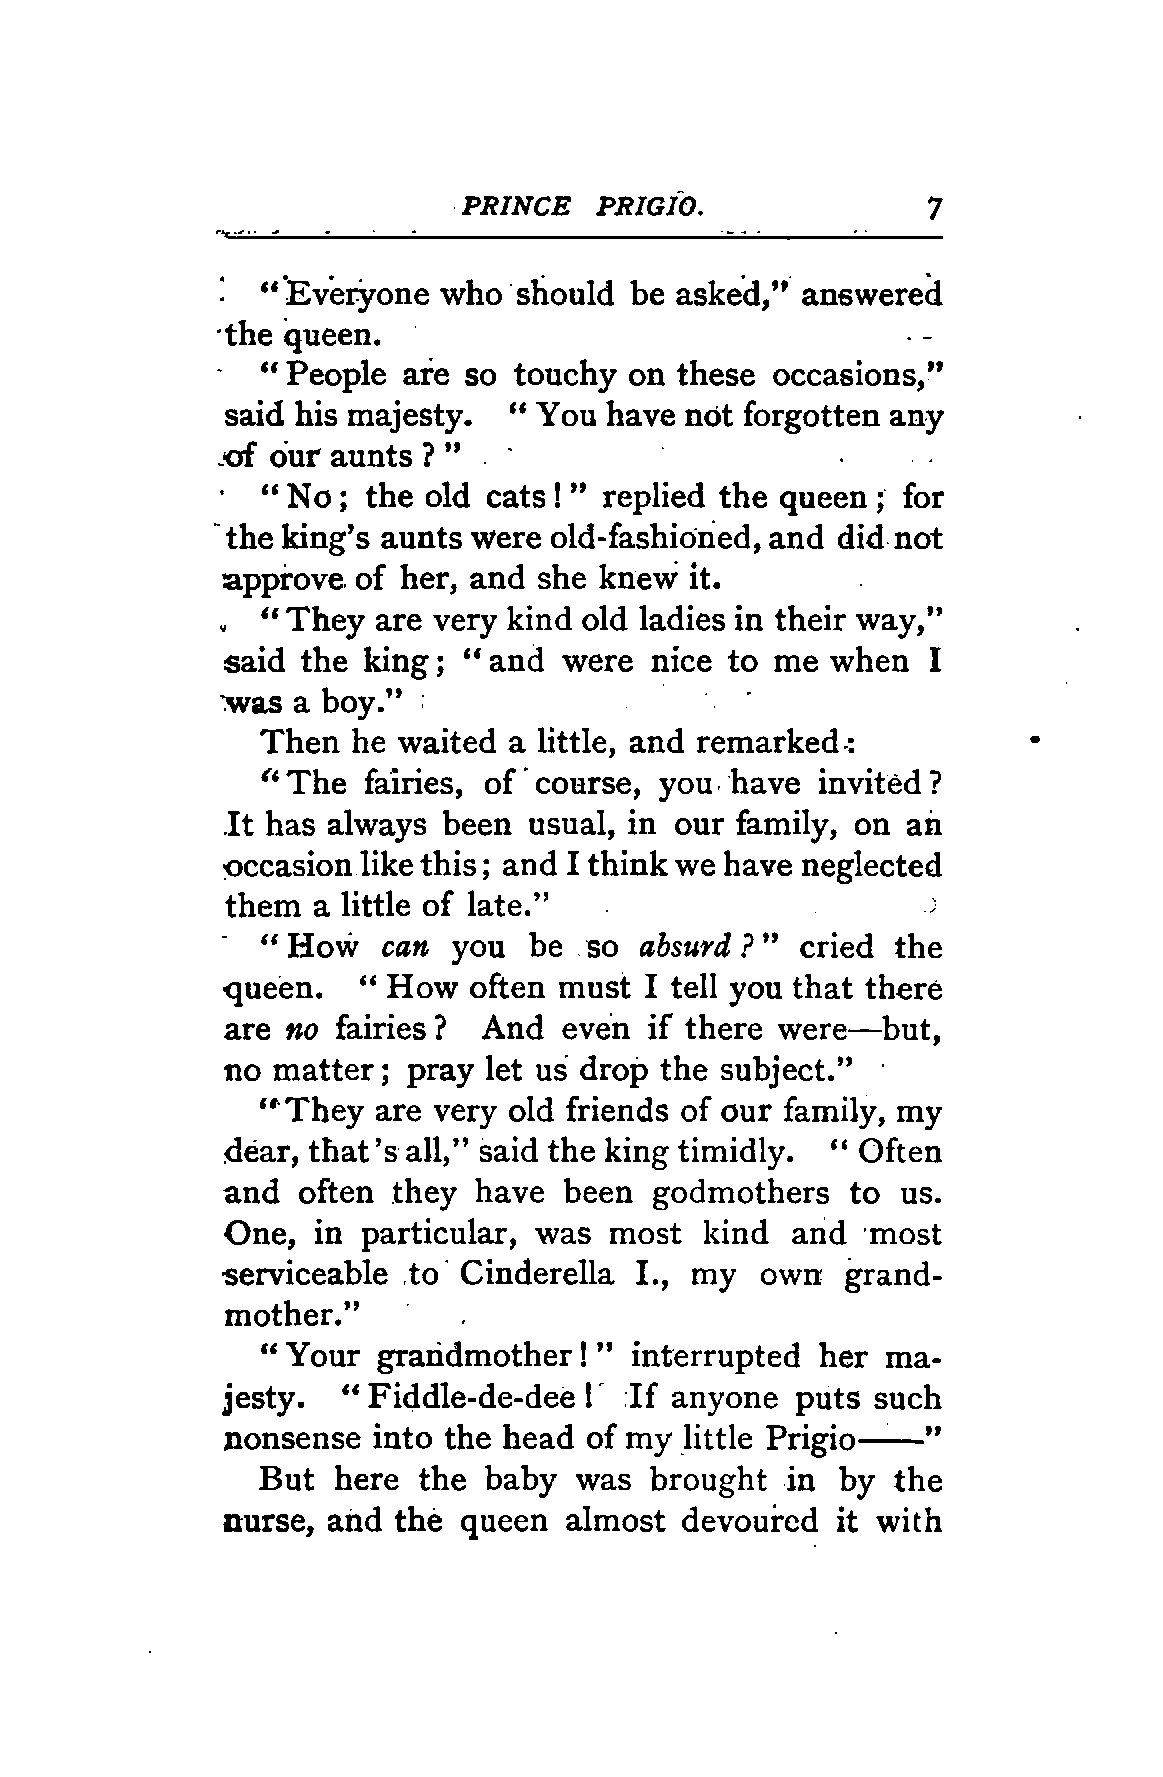 PRINCE PRIGIO. 7
"Everyone who should be asked," answered
the queen.
"People are so touchy on these occasions,"
said his majesty. "You have not forgotten any
of our aunts?"
"No; the old cats!" replied the queen; for
the king's aunts were old-fashioned, and did not
approve of her, and she knew it.
"They are very kind old ladies in their way,"
said the king; "and were nice to me when I
was a boy."
Then he waited a little, and remarked:
"The fairies, of course, you have invited?
It has always been usual, in our family, on an
occasion like this; and I think we have neglected
them a little of late."
"How can you be so absurd?" cried the
queen. "How often must I tell you that there
are no fairies? And even if there were—but,
no matter; pray let us drop the subject."
"They are very old friends of our family, my
dear, that's all," said the king timidly. "Often
and often they have been godmothers to us.
One, in particular, was most kind and most
serviceable to Cinderella I., my own grand-
mother."
"Your grandmother!" interrupted her ma-
jesty. "Fiddle-de-dee! If anyone puts such
nonsense into the head of my little Prigio——"
But here the baby was brought in by the
nurse, and the queen almost devoured it with